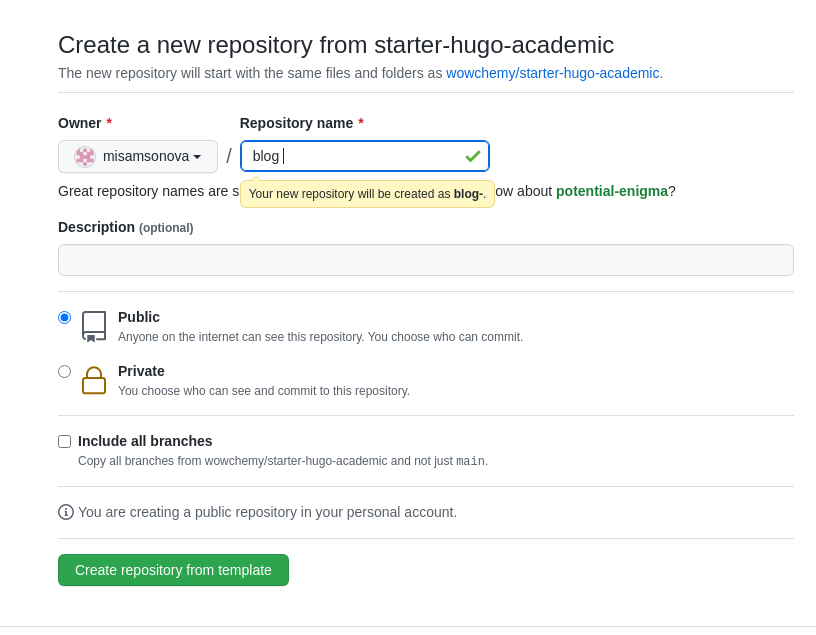 Create a new repository from starter-hugo-academic
The new repository will start with the same files and folders as wowchemy/starter-hugo-academic.
Owner * Repository name *
misamsonova / blog
Great repository names are s ow about potential-enigma?
Your new repository will be created as blog-.
Description (optional)
Public
Anyone on the internet can see this repository. You choose who can commit.
Private
You choose who can see and commit to this repository.
Include all branches
Copy all branches from wowchemy/starter-hugo-academic and not just main.
You are creating a public repository in your personal account.
Create repository from template